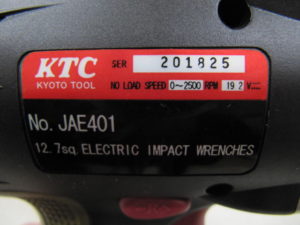 KTC
KYOTO TOOL
SER 201825
NO LOAD SPEED 0~2500 RPM 19.2 V
No. JAE401
12.7sq. ELECTRIC IMPACT WRENCHES